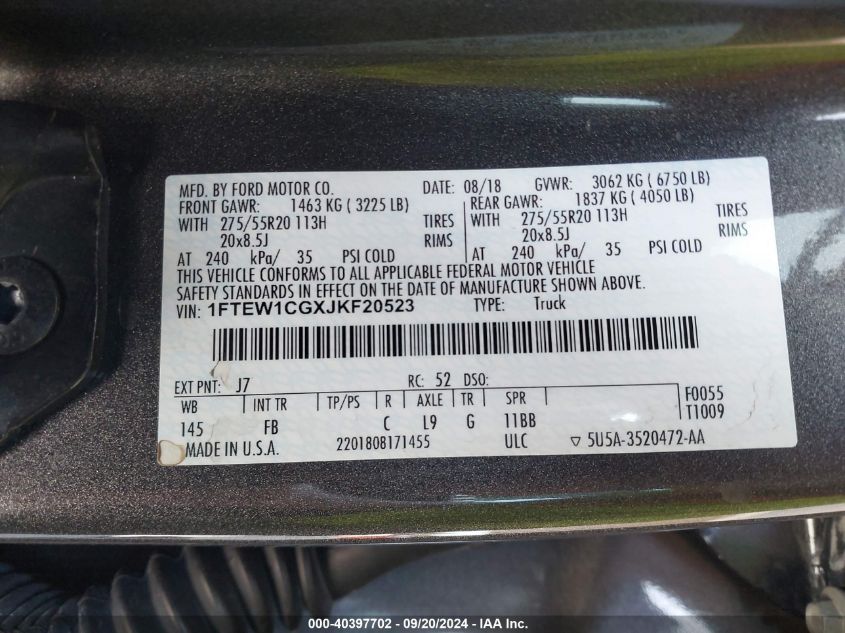 MFD. BY FORD MOTOR CO. DATE: 08/18 GVWR: 3062 KG ( 6750 LB)
FRONT GAWR: 1463 KG ( 3225 LB) REAR GAWR: 1837 KG ( 4050 LB)
WITH 275/55R20 113H TIRES WITH 275/55R20 113H TIRES
20x8.5J RIMS 20x8.5J RIMS
AT 240 kPa/ 35 PSI COLD AT 240 kPa/ 35 PSI COLD
THIS VEHICLE CONFORMS TO ALL APPLICABLE FEDERAL MOTOR VEHICLE
SAFETY STANDARDS IN EFFECT ON THE DATE OF MANUFACTURE SHOWN ABOVE.
VIN: 1FTEW1CGXJKF20523 TYPE: Truck
EXT PNT: J7 RC: 52 DSO:
WB INT TR TP/PS R AXLE TR SPR F0055
145 FB C L9 G 11BB T1009
MADE IN U.S.A. 2201808171455 ULC ▽ 5U5A-3520472-AA
000-40397702 - 09/20/2024 - IAA Inc.